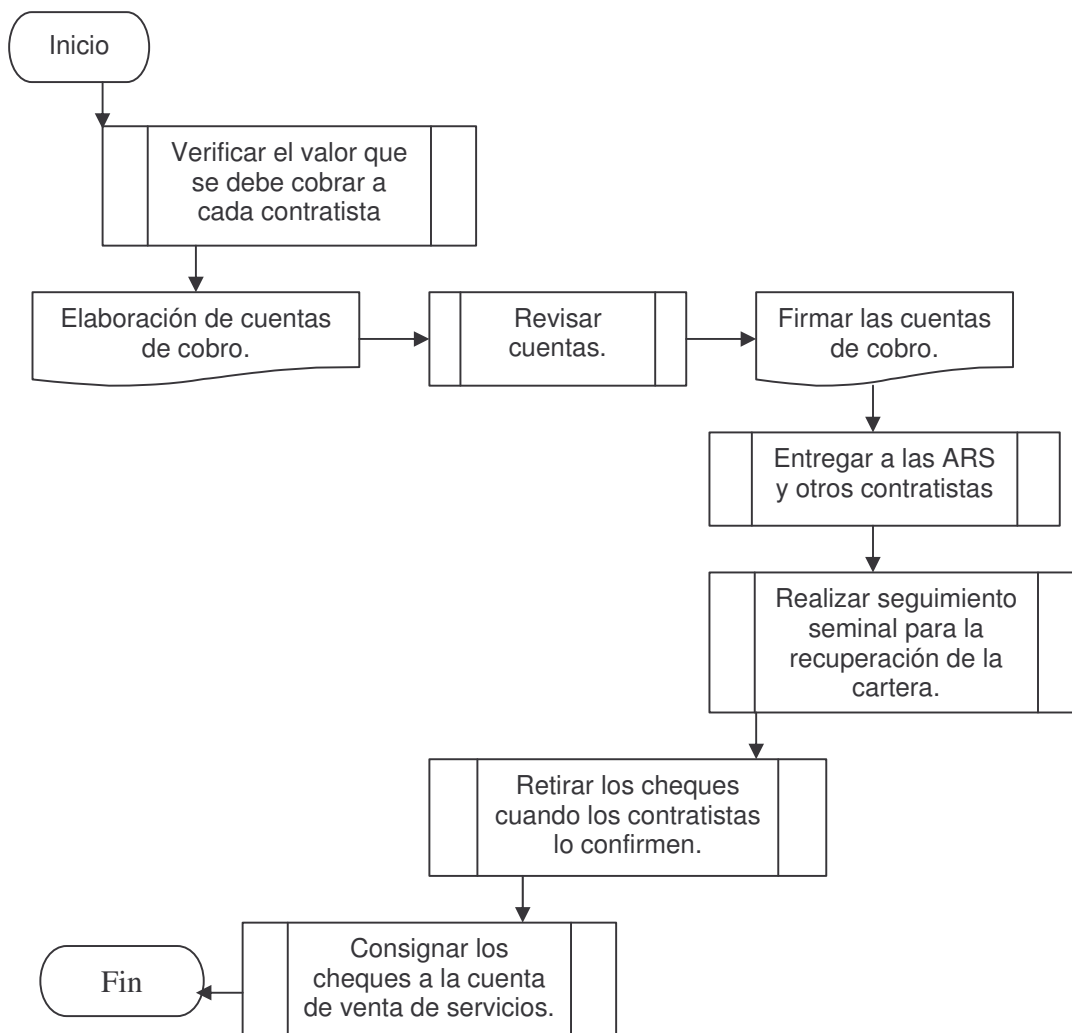 Inicio
Verificar el valor que
se debe cobrar a
cada contratista
Elaboración de cuentas
de cobro.
Revisar
cuentas.
Firmar las cuentas
de cobro.
Entregar a las ARS
y otros contratistas
Realizar seguimiento
seminal para la
recuperación de la
cartera.
Retirar los cheques
cuando los contratistas
lo confirmen.
Consignar los
cheques a la cuenta
de venta de servicios.
Fin